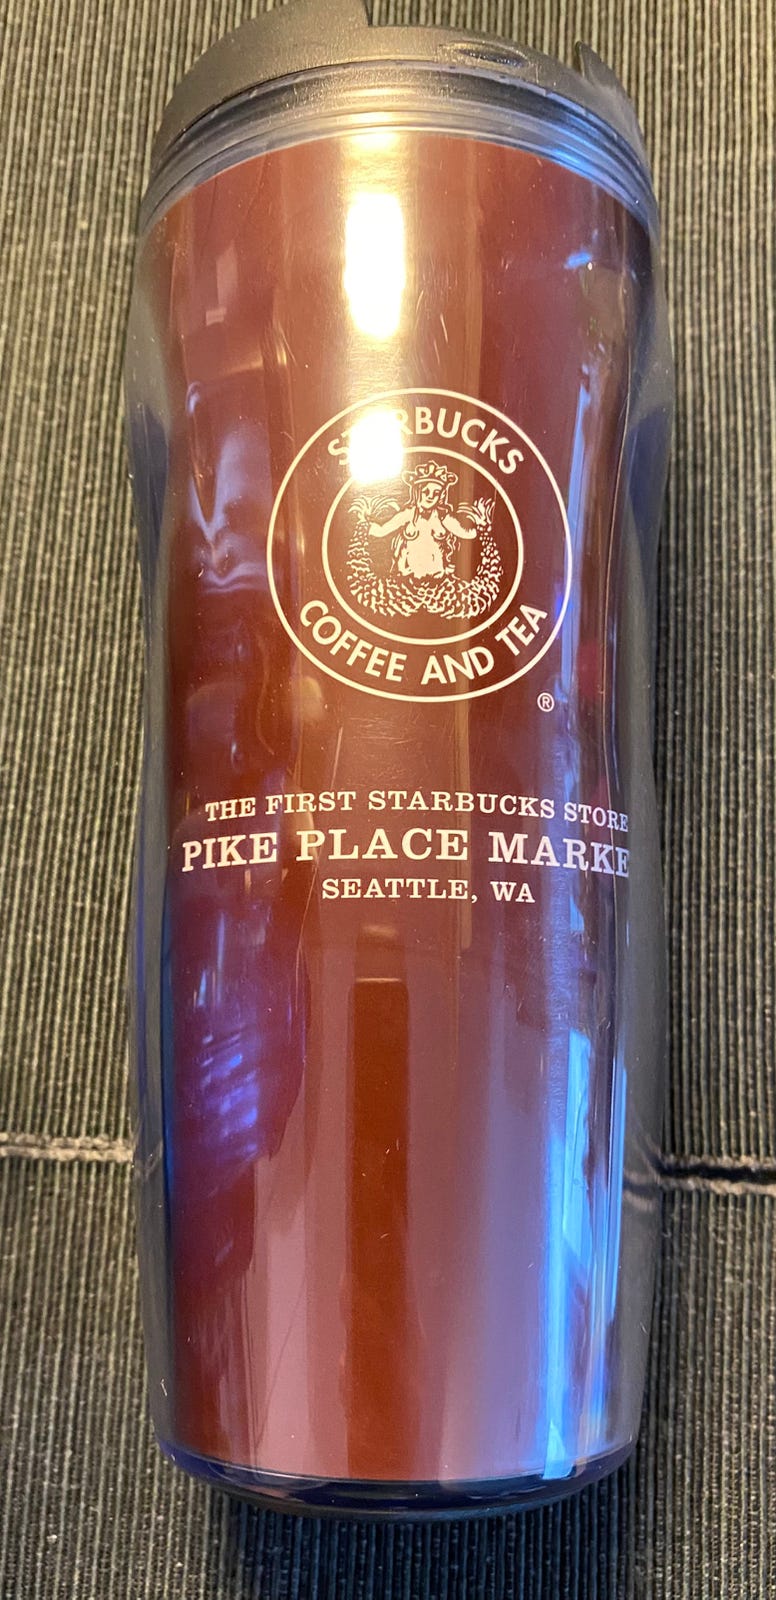 STARBUCKS
COFFEE AND TEA
®
THE FIRST STARBUCKS STORE
PIKE PLACE MARKE
SEATTLE, WA